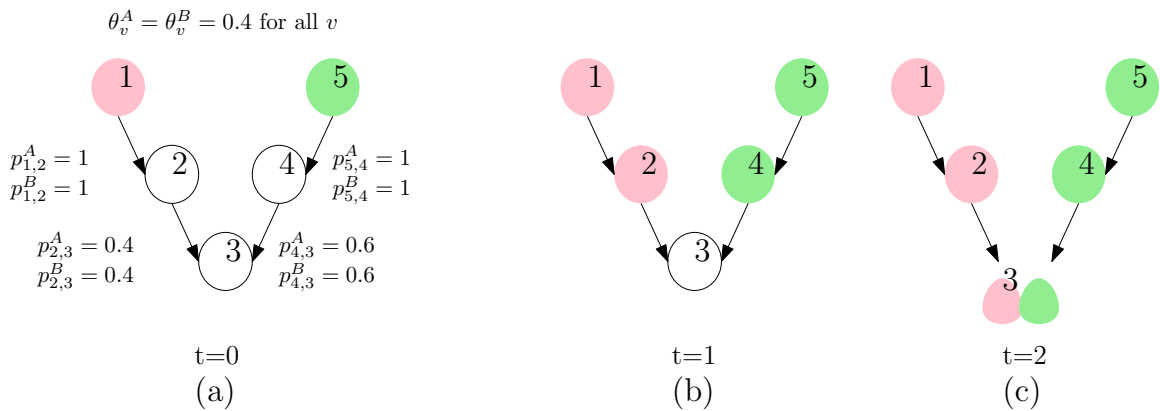 θ_v^A = θ_v^B = 0.4 for all v
1 5
1 5
1 5
p_{1,2}^A = 1
p_{1,2}^B = 1
2 4
p_{5,4}^A = 1
p_{5,4}^B = 1
2 4
2 4
p_{2,3}^A = 0.4
p_{2,3}^B = 0.4
3
p_{4,3}^A = 0.6
p_{4,3}^B = 0.6
3
3
t=0
t=1
t=2
(a)
(b)
(c)